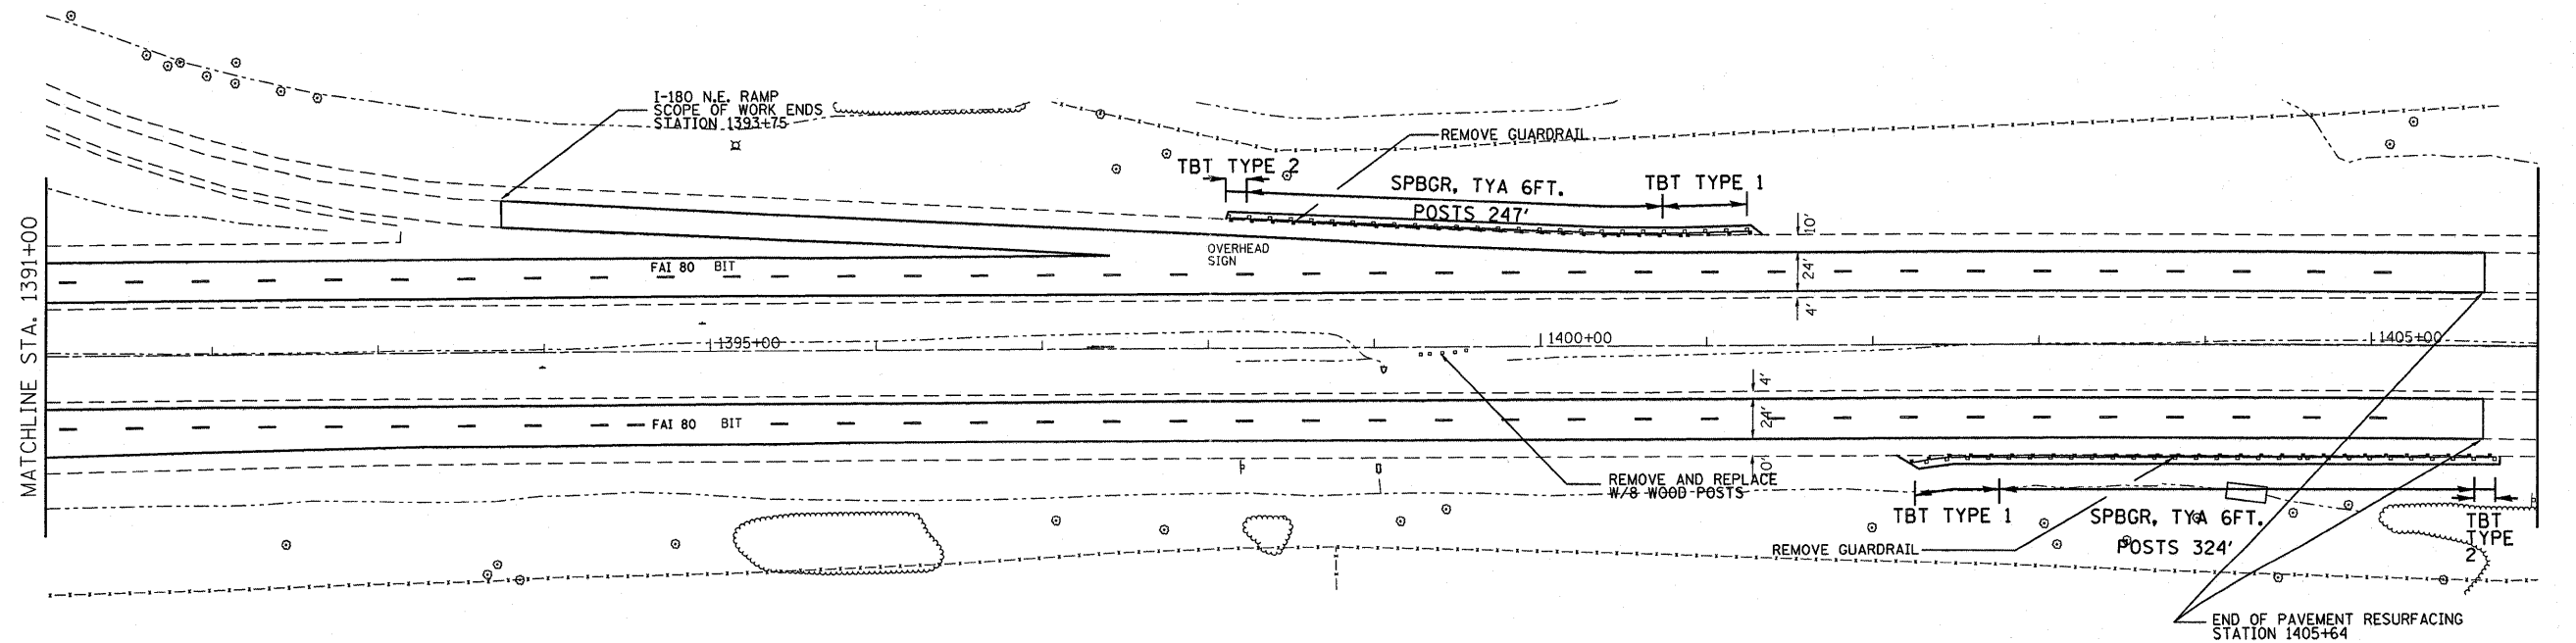 I-180 N.E. RAMP
SCOPE OF WORK ENDS
STATION 1393+75
REMOVE GUARDRAIL
TBT TYPE 2
SPBGR, TYA 6FT.
POSTS 247'
TBT TYPE 1
10'
OVERHEAD
SIGN
MATCHLINE STA. 1391+00
FAI 80 BIT
24'
4'
1395+00
1400+00
1405+00
4'
FAI 80 BIT
24'
10'
REMOVE AND REPLACE
W/8 WOOD POSTS
TBT TYPE 1
SPBGR, TYA 6FT.
POSTS 324'
TBT
TYPE
2
REMOVE GUARDRAIL
END OF PAVEMENT RESURFACING
STATION 1405+64